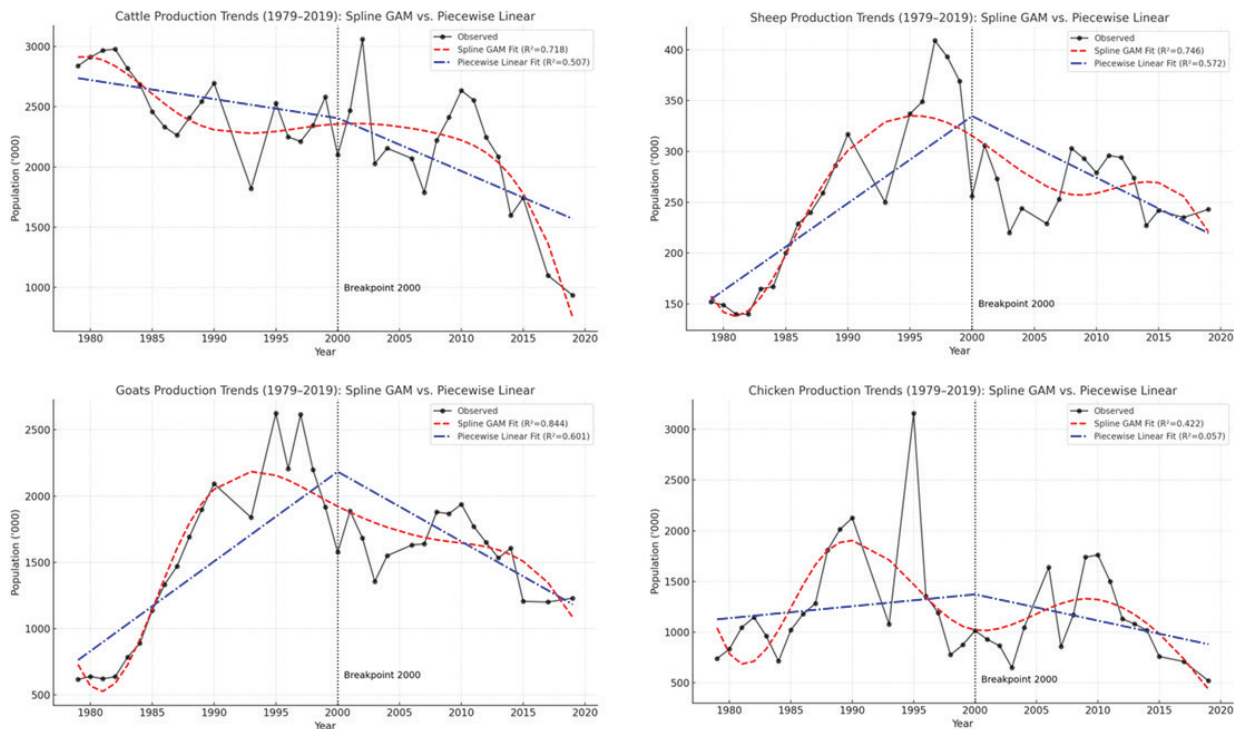 Cattle Production Trends (1979–2019): Spline GAM vs. Piecewise Linear
Observed
Spline GAM Fit (R²=0.718)
Piecewise Linear Fit (R²=0.507)
Population ('000)
3000
2500
2000
1500
1000
Breakpoint 2000
1980 1985 1990 1995 2000 2005 2010 2015 2020
Year
Sheep Production Trends (1979–2019): Spline GAM vs. Piecewise Linear
Observed
Spline GAM Fit (R²=0.746)
Piecewise Linear Fit (R²=0.572)
Population ('000)
400
350
300
250
200
150
Breakpoint 2000
1980 1985 1990 1995 2000 2005 2010 2015 2020
Year
Goats Production Trends (1979–2019): Spline GAM vs. Piecewise Linear
Observed
Spline GAM Fit (R²=0.844)
Piecewise Linear Fit (R²=0.601)
Population ('000)
2500
2000
1500
1000
500
Breakpoint 2000
1980 1985 1990 1995 2000 2005 2010 2015 2020
Year
Chicken Production Trends (1979–2019): Spline GAM vs. Piecewise Linear
Observed
Spline GAM Fit (R²=0.422)
Piecewise Linear Fit (R²=0.057)
Population ('000)
3000
2500
2000
1500
1000
500
Breakpoint 2000
1980 1985 1990 1995 2000 2005 2010 2015 2020
Year